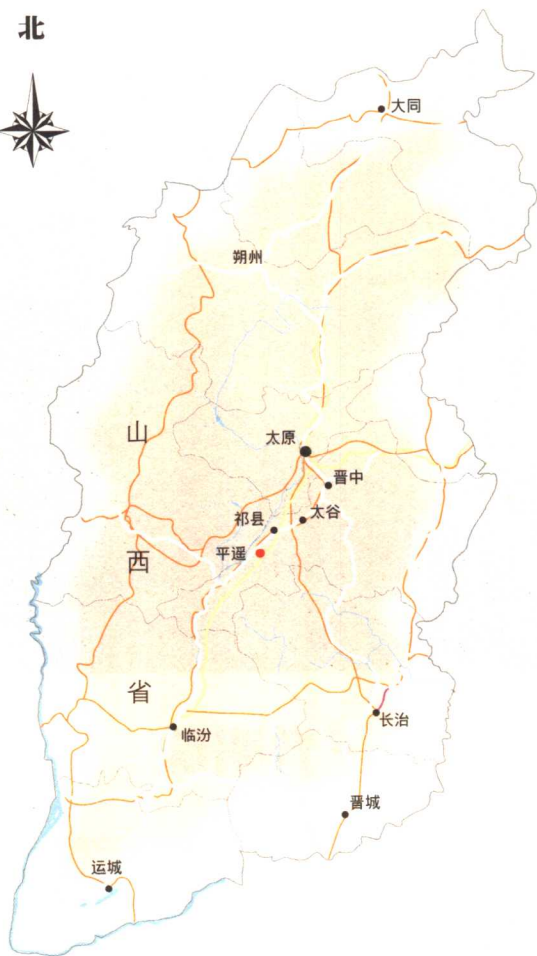 北
大同
朔州
山
太原
晋中
太谷
祁县
平遥
西
省
长治
临汾
晋城
运城